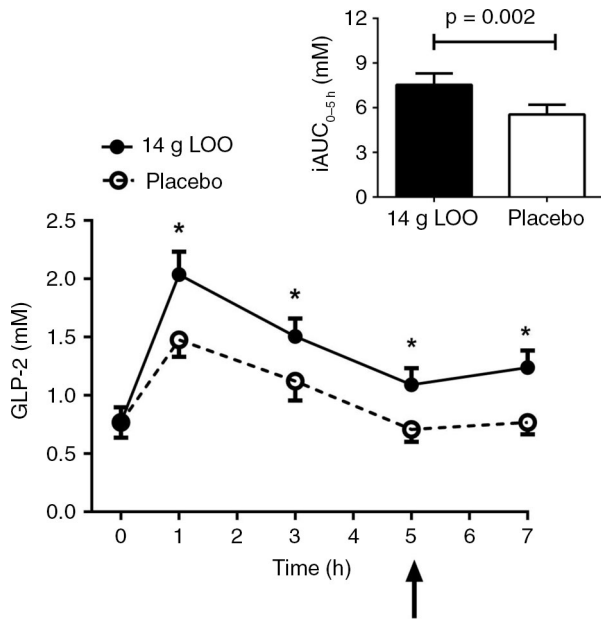 p = 0.002
12
9
6
3
0
iAUC0–5 h (mM)
14 g LOO
Placebo
14 g LOO
Placebo
2.5
2.0
1.5
1.0
0.5
0.0
GLP-2 (mM)
*
*
*
*
0 1 2 3 4 5 6 7
Time (h)